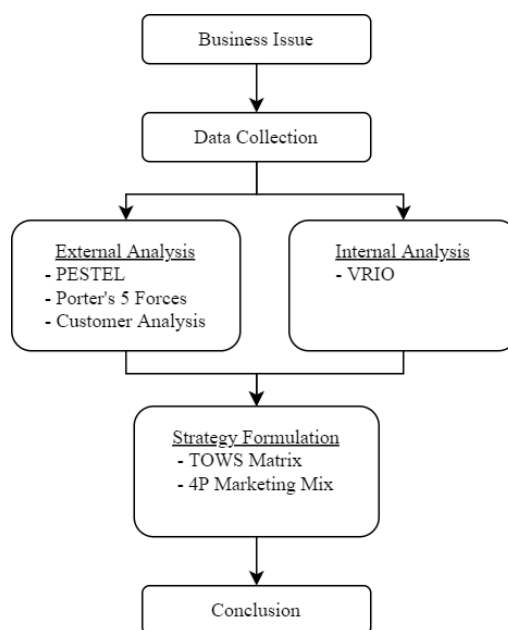 Business Issue
Data Collection
External Analysis
- PESTEL
- Porter's 5 Forces
- Customer Analysis
Internal Analysis
- VRIO
Strategy Formulation
- TOWS Matrix
- 4P Marketing Mix
Conclusion